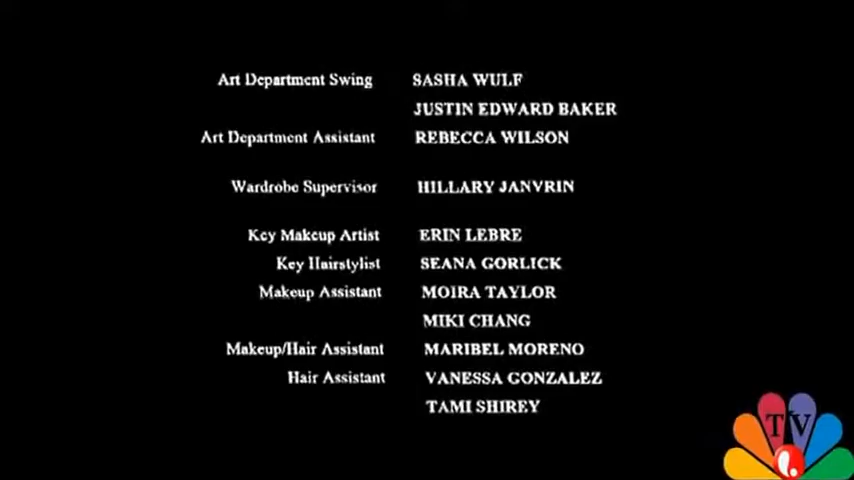 Art Department Swing SASHA WULF
JUSTIN EDWARD BAKER
Art Department Assistant REBECCA WILSON
Wardrobe Supervisor HILLARY JANVRIN
Key Makeup Artist ERIN LEBRE
Key Hairstylist SEANA GORLICK
Makeup Assistant MOIRA TAYLOR
MIKI CHANG
Makeup/Hair Assistant MARIBEL MORENO
Hair Assistant VANESSA GONZALEZ
TAMI SHIREY
TV